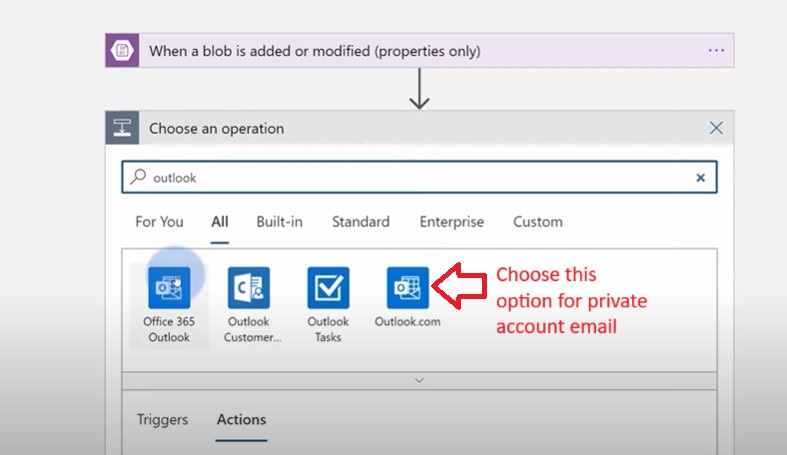 When a blob is added or modified (properties only)
Choose an operation
outlook
For You All Built-in Standard Enterprise Custom
Office 365
Outlook
Outlook
Customer...
Outlook
Tasks
Outlook.com
Choose this
option for private
account email
Triggers Actions